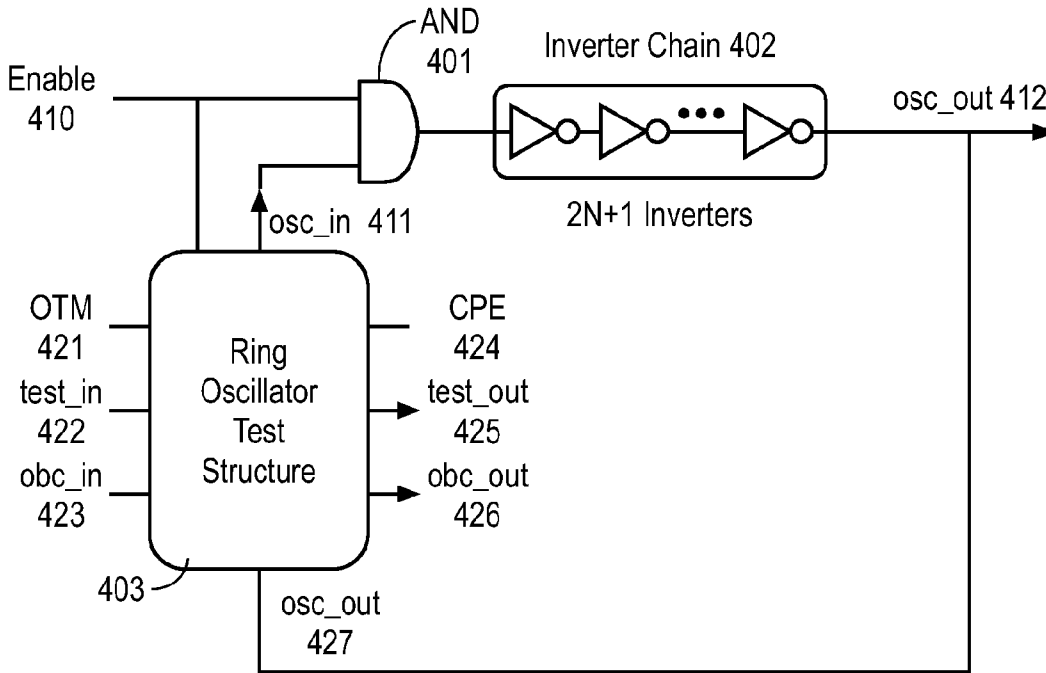 AND
401
Inverter Chain 402
Enable
410
osc_out 412
osc_in 411
2N+1 Inverters
OTM
421
CPE
424
Ring
Oscillator
Test
Structure
test_in
422
test_out
425
obc_in
423
obc_out
426
403
osc_out
427